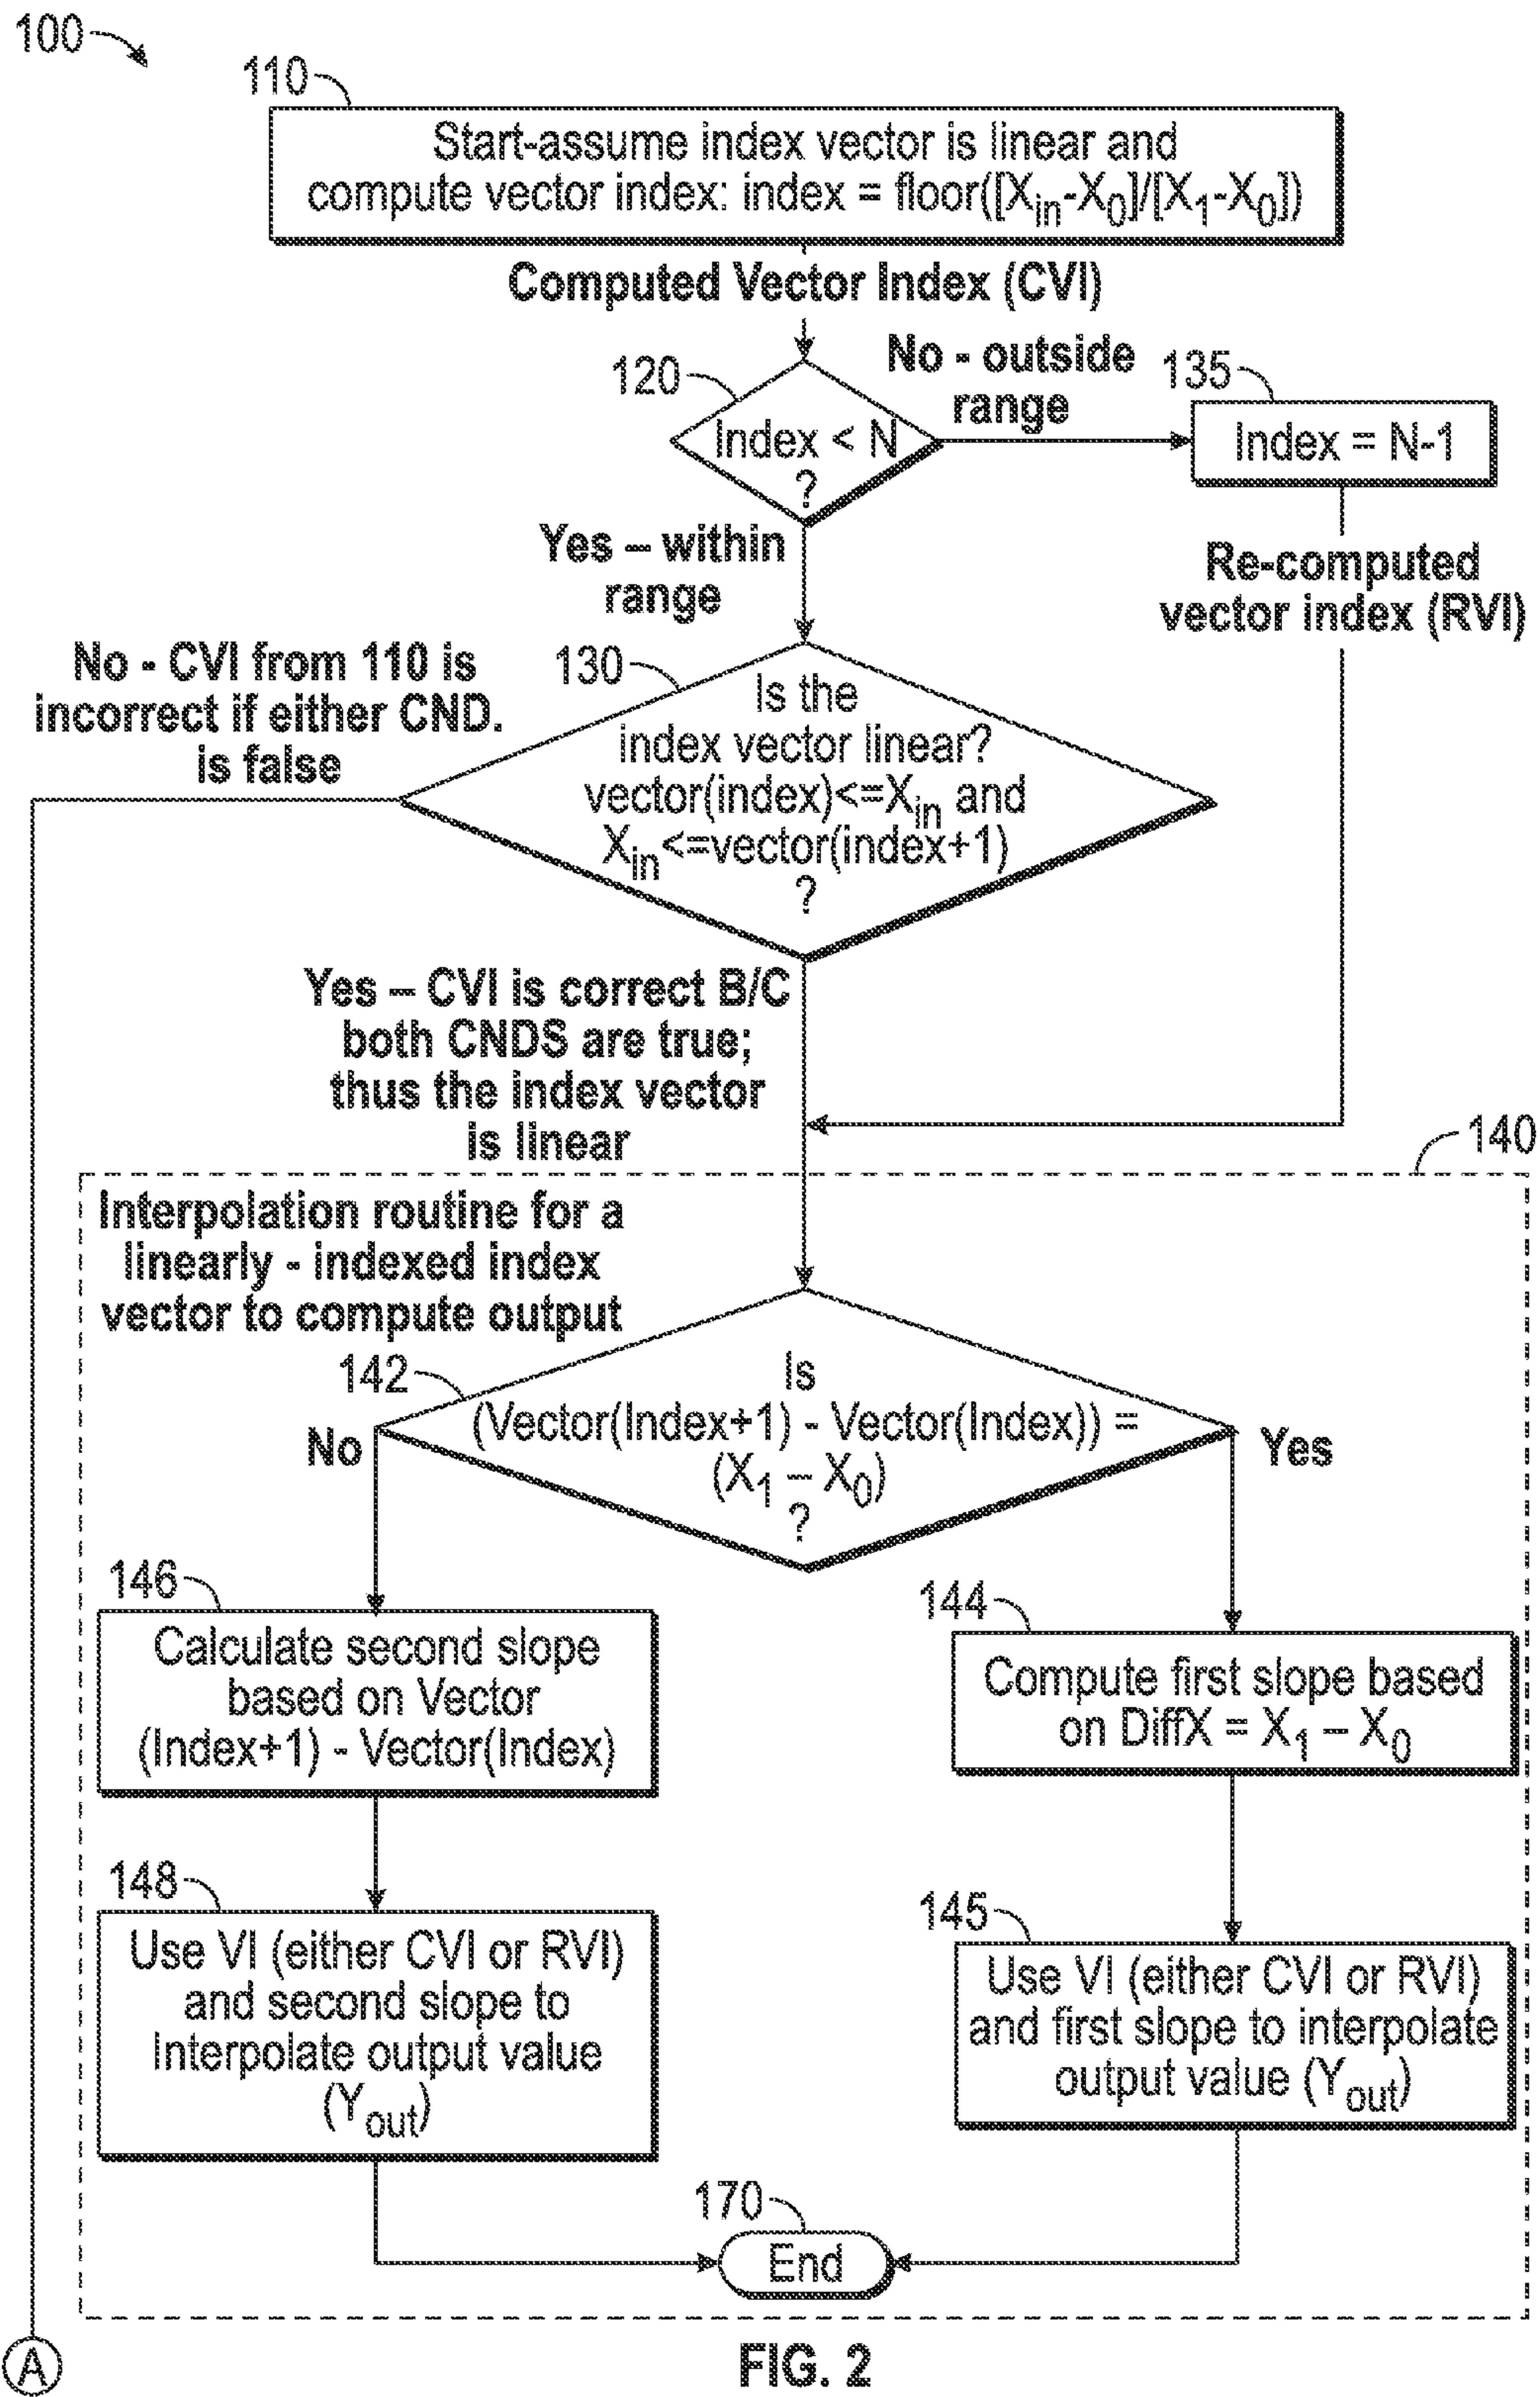 100
110
Start-assume index vector is linear and
compute vector index: index = floor([Xin-X0]/[X1-X0])
Computed Vector Index (CVI)
120
Index < N
?
No - outside
range
135
Index = N-1
Re-computed
vector index (RVI)
Yes – within
range
130
Is the
index vector linear?
vector(index)<=Xin and
Xin<=vector(index+1)
?
No - CVI from 110 is
incorrect if either CND.
is false
Yes – CVI is correct B/C
both CNDS are true;
thus the index vector
is linear
140
Interpolation routine for a
linearly - indexed index
vector to compute output
142
Is
(Vector(Index+1) - Vector(Index)) =
(X1 – X0)
?
No
Yes
146
Calculate second slope
based on Vector
(Index+1) - Vector(Index)
144
Compute first slope based
on DiffX = X1 – X0
148
Use VI (either CVI or RVI)
and second slope to
Interpolate output value
(Yout)
145
Use VI (either CVI or RVI)
and first slope to interpolate
output value (Yout)
170
End
A
FIG. 2